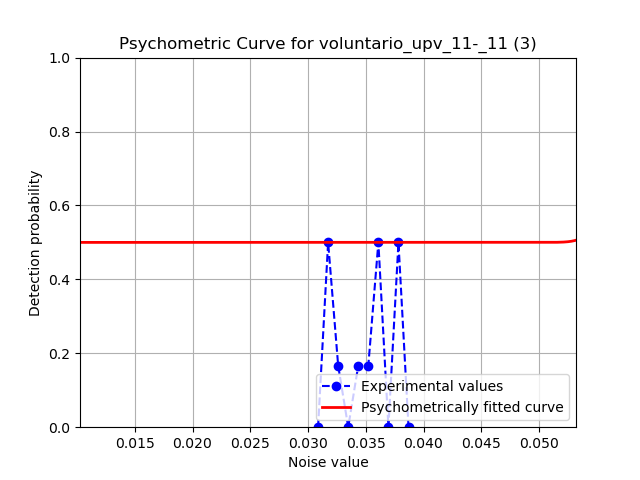 Psychometric Curve for voluntario_upv_11-_11 (3)
1.0
0.8
0.6
0.4
0.2
0.0
Detection probability
Experimental values
Psychometrically fitted curve
0.015 0.020 0.025 0.030 0.035 0.040 0.045 0.050
Noise value